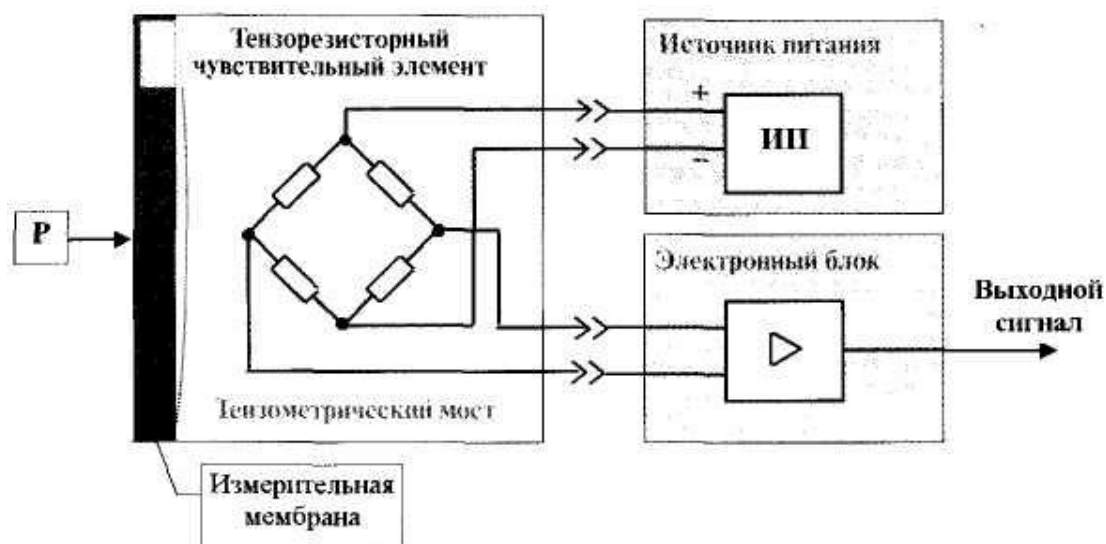 Тензорезисторный
чувствительный элемент
Источник питания
+
−
ИП
P
Электронный блок
Выходной
сигнал
Тензометрический мост
Измерительная
мембрана